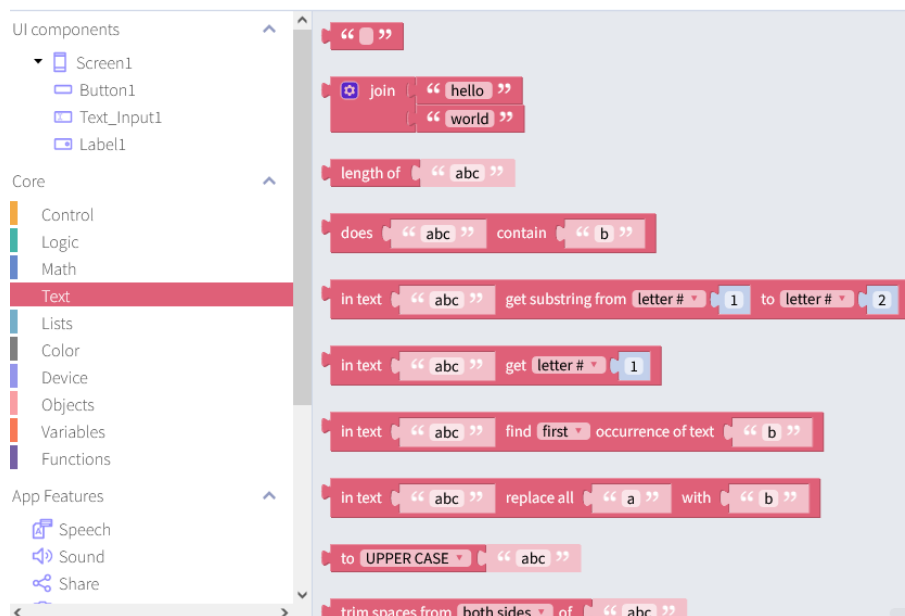 UI components
Screen1
Button1
Text_Input1
Label1
Core
Control
Logic
Math
Text
Lists
Color
Device
Objects
Variables
Functions
App Features
Speech
Sound
Share
“ ”
join “ hello ”
“ world ”
length of “ abc ”
does “ abc ” contain “ b ”
in text “ abc ” get substring from letter # 1 to letter # 2
in text “ abc ” get letter # 1
in text “ abc ” find first occurrence of text “ b ”
in text “ abc ” replace all “ a ” with “ b ”
to UPPER CASE “ abc ”
trim spaces from both sides of “ abc ”